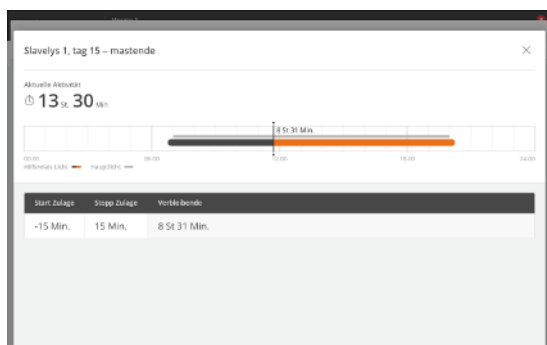 Slavelys 1, tag 15 – mastende
Aktuelle Aktivität
13 St. 30 Min
8 St 31 Min.
00:00 06:00 12:00 18:00 24:00
Licht Hauptlicht
Start Zulage Stopp Zulage Verbleibende
-15 Min. 15 Min. 8 St 31 Min.